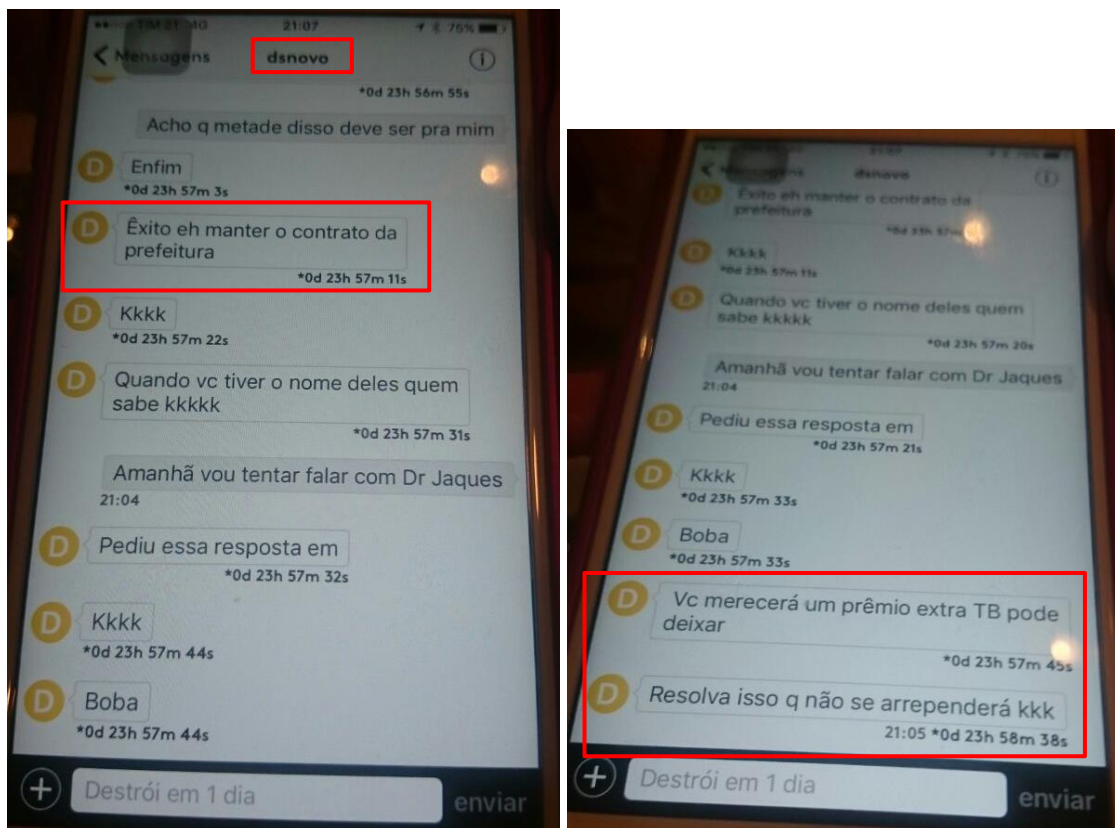 21:07
76%
Mensagens
dsnovo
*0d 23h 56m 55s
Acho q metade disso deve ser pra mim
D
Enfim
*0d 23h 57m 3s
D
Êxito eh manter o contrato da
prefeitura
*0d 23h 57m 11s
D
Kkkk
*0d 23h 57m 22s
D
Quando vc tiver o nome deles quem
sabe kkkkk
*0d 23h 57m 31s
Amanhã vou tentar falar com Dr Jaques
21:04
D
Pediu essa resposta em
*0d 23h 57m 32s
D
Kkkk
*0d 23h 57m 44s
D
Boba
*0d 23h 57m 44s
Destrói em 1 dia
enviar
dsnovo
D
Êxito eh manter o contrato da
prefeitura
D
Kkkk
*0d 23h 57m 11s
D
Quando vc tiver o nome deles quem
sabe kkkkk
*0d 23h 57m 20s
Amanhã vou tentar falar com Dr Jaques
21:04
D
Pediu essa resposta em
*0d 23h 57m 21s
D
Kkkk
*0d 23h 57m 33s
D
Boba
*0d 23h 57m 33s
D
Vc merecerá um prêmio extra TB pode
deixar
*0d 23h 57m 45s
D
Resolva isso q não se arrependerá kkk
21:05 *0d 23h 58m 38s
Destrói em 1 dia
enviar